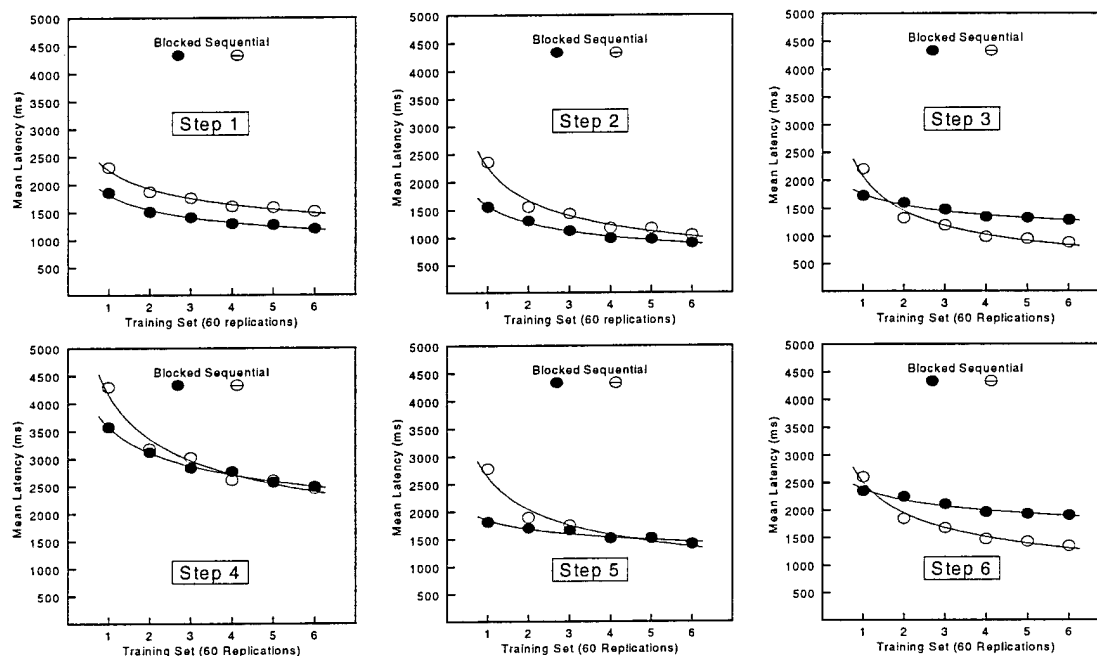 5000
4500
4000
3500
3000
2500
2000
1500
1000
500
Mean Latency (ms)
Blocked Sequential
Step 1
1 2 3 4 5 6
Training Set (60 replications)
5000
4500
4000
3500
3000
2500
2000
1500
1000
500
Mean Latency (ms)
Blocked Sequential
Step 2
1 2 3 4 5 6
Training Set (60 Replications)
5000
4500
4000
3500
3000
2500
2000
1500
1000
500
Mean Latency (ms)
Blocked Sequential
Step 3
1 2 3 4 5 6
Training Set (60 Replications)
5000
4500
4000
3500
3000
2500
2000
1500
1000
500
Mean Latency (ms)
Blocked Sequential
Step 4
1 2 3 4 5 6
Training Set (60 Replications)
5000
4500
4000
3500
3000
2500
2000
1500
1000
500
Mean Latency (ms)
Blocked Sequential
Step 5
1 2 3 4 5 6
Training Set (60 Replications)
5000
4500
4000
3500
3000
2500
2000
1500
1000
500
Mean Latency (ms)
Blocked Sequential
Step 6
1 2 3 4 5 6
Training Set (60 Replications)